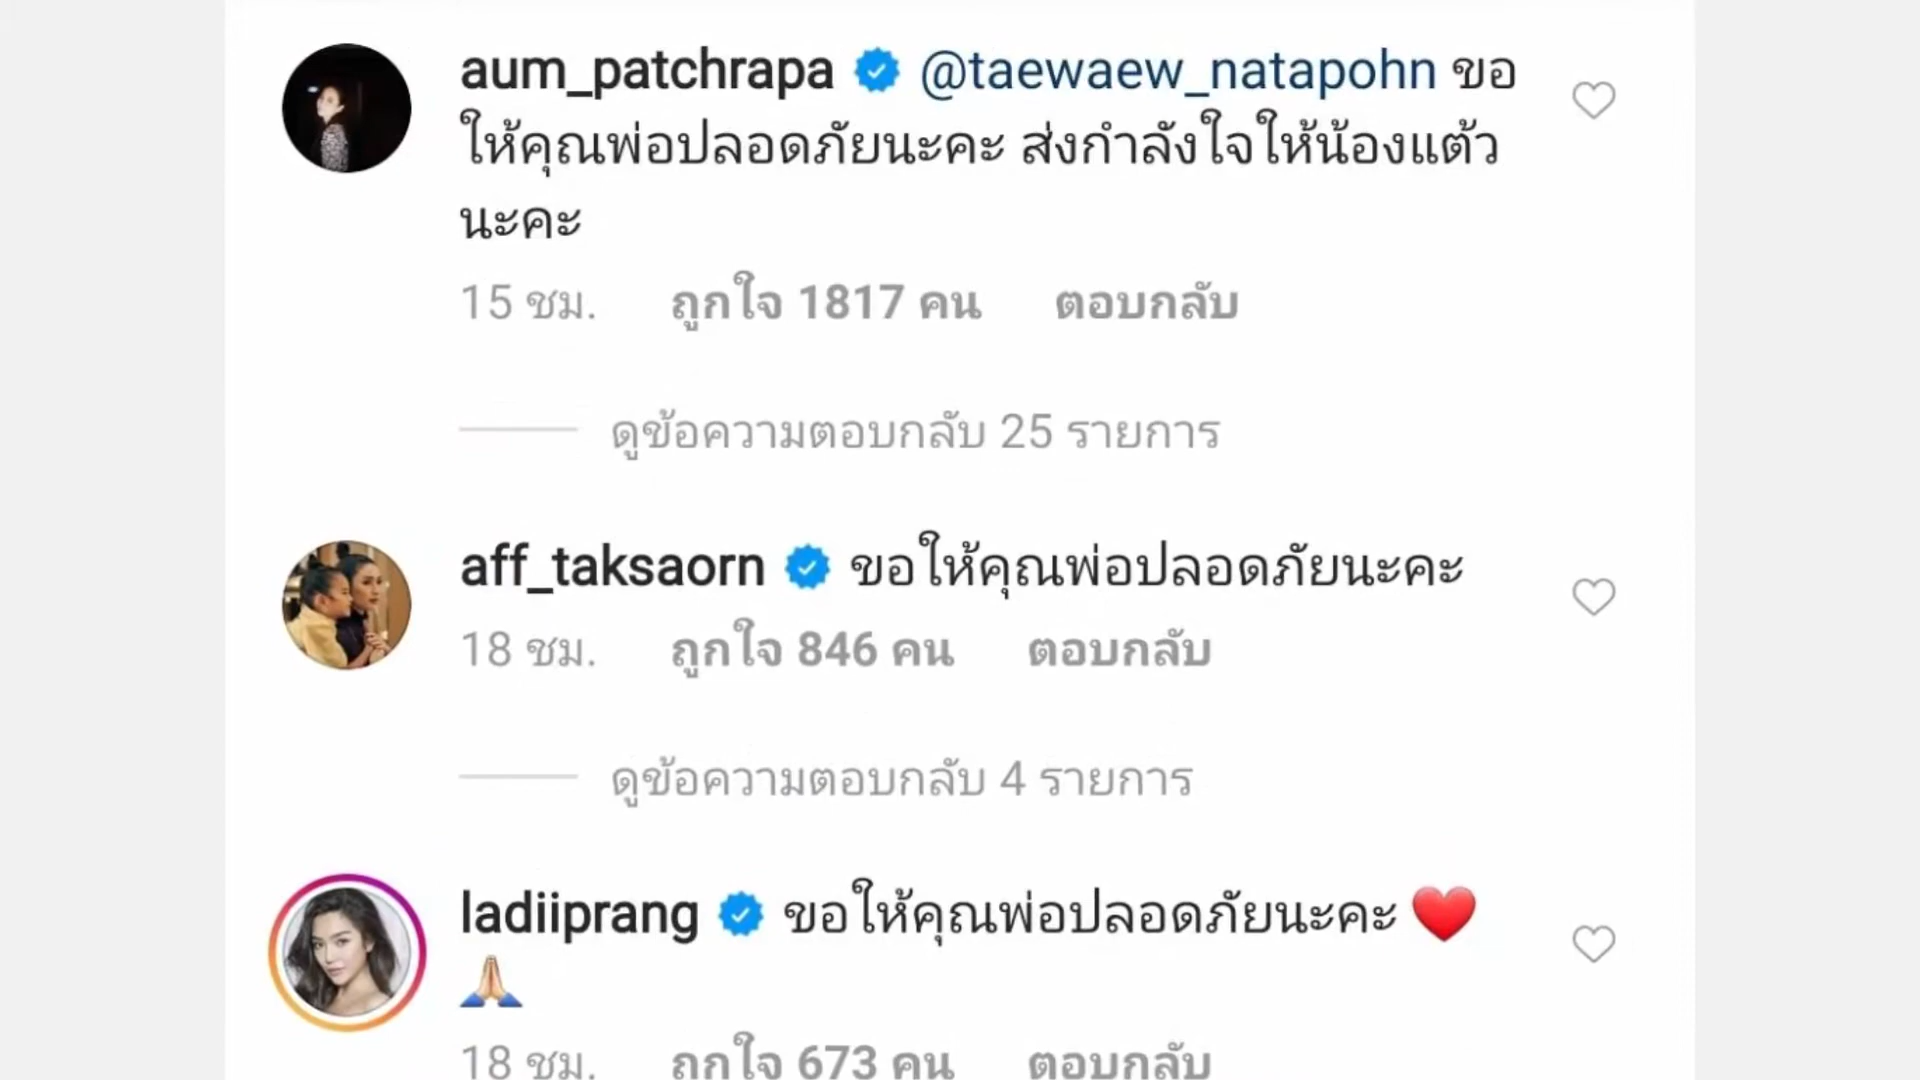 aum_patchrapa @taewaew_natapohn ขอ
ให้คุณพ่อปลอดภัยนะคะ ส่งกำลังใจให้น้องแต้ว
นะคะ
15 ชม. ถูกใจ 1817 คน ตอบกลับ
ดูข้อความตอบกลับ 25 รายการ
aff_taksaorn ขอให้คุณพ่อปลอดภัยนะคะ
18 ชม. ถูกใจ 846 คน ตอบกลับ
ดูข้อความตอบกลับ 4 รายการ
ladiiprang ขอให้คุณพ่อปลอดภัยนะคะ ❤️
🙏🏻
18 ชม. ถูกใจ 673 คน ตอบกลับ